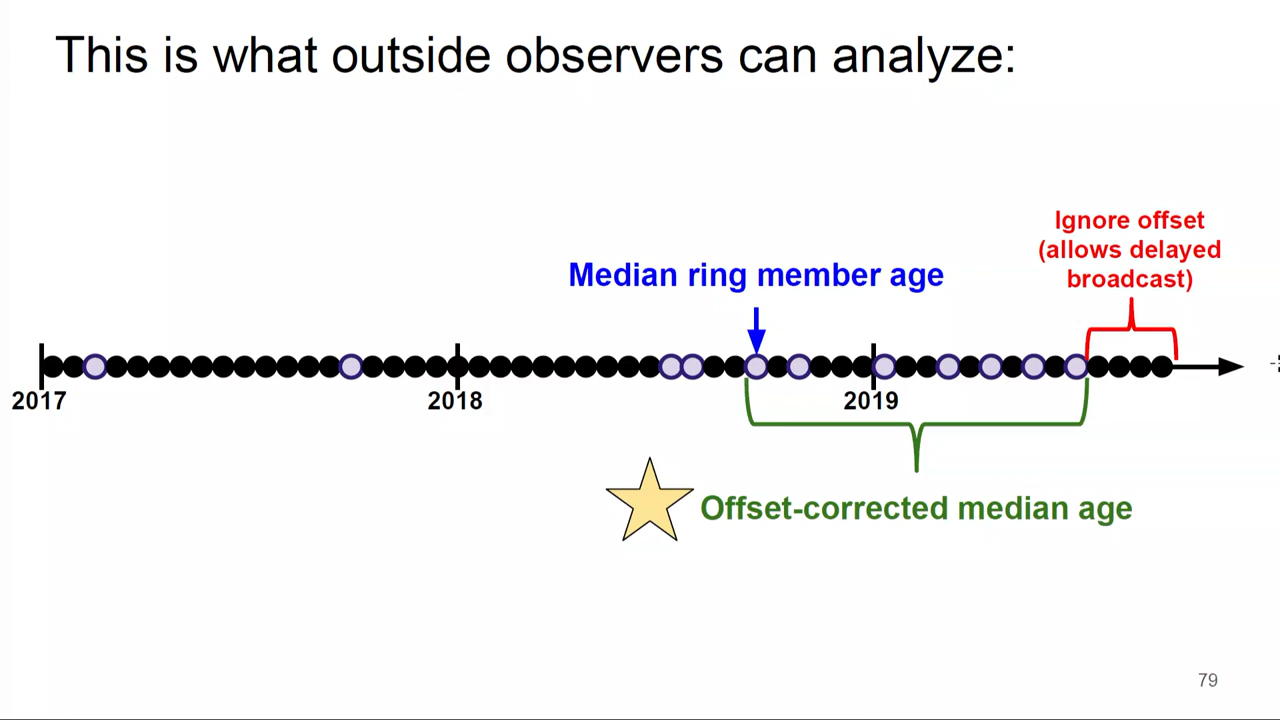 This is what outside observers can analyze:
Ignore offset
(allows delayed
broadcast)
Median ring member age
2017
2018
2019
Offset-corrected median age
79